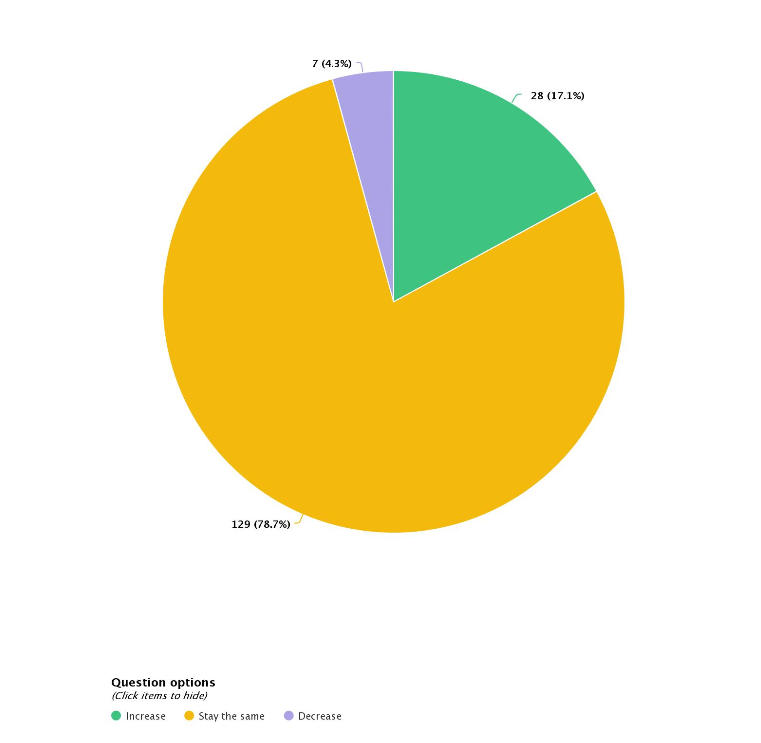 7 (4.3%)
28 (17.1%)
129 (78.7%)
Question options
(Click items to hide)
Increase
Stay the same
Decrease